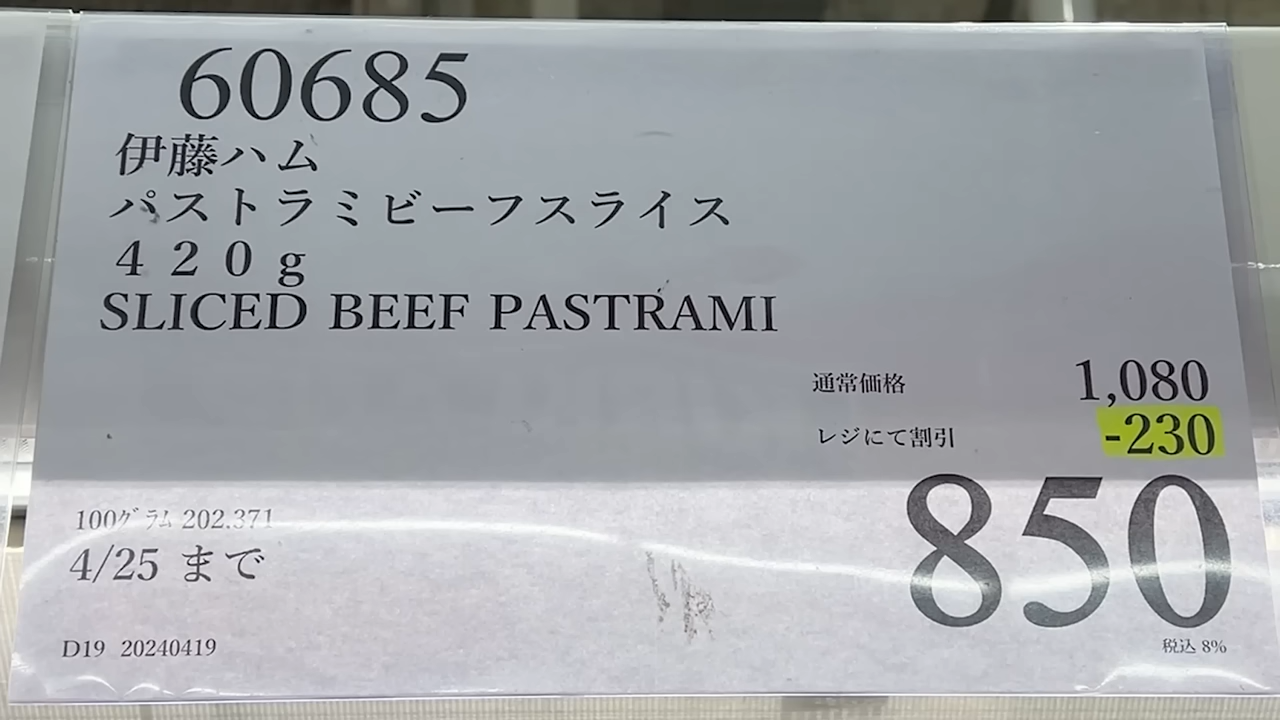 60685
伊藤ハム
パストラミビーフスライス
４２０ｇ
SLICED BEEF PASTRAMI
通常価格 1,080
レジにて割引 -230
850
税込 8%
100グラム 202.371
4/25 まで
D19 20240419